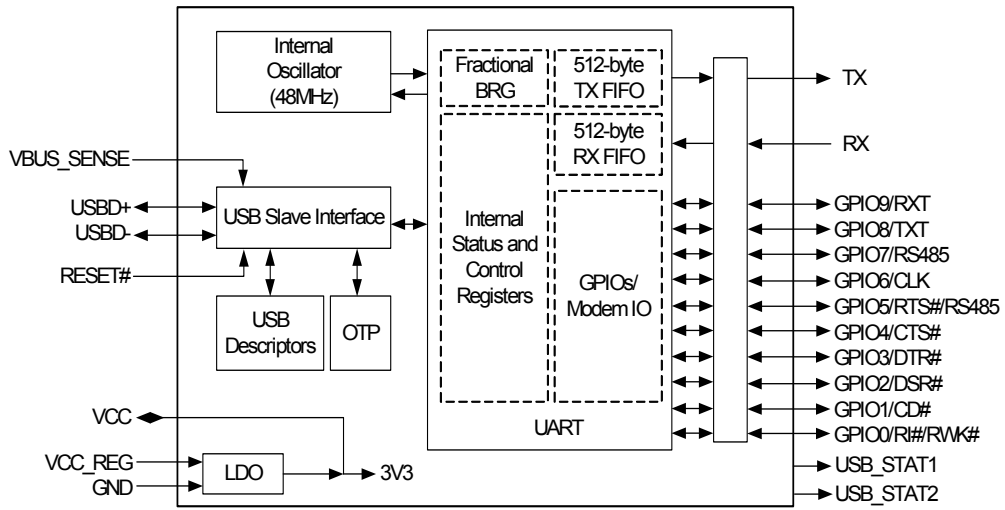 Internal
Oscillator
(48MHz)
Fractional
BRG
512-byte
TX FIFO
512-byte
RX FIFO
TX
RX
VBUS_SENSE
USBD+
USBD-
RESET#
USB Slave Interface
USB
Descriptors
OTP
Internal
Status and
Control
Registers
GPIOs/
Modem IO
UART
GPIO9/RXT
GPIO8/TXT
GPIO7/RS485
GPIO6/CLK
GPIO5/RTS#/RS485
GPIO4/CTS#
GPIO3/DTR#
GPIO2/DSR#
GPIO1/CD#
GPIO0/RI#/RWK#
USB_STAT1
USB_STAT2
VCC
VCC_REG
GND
LDO
3V3